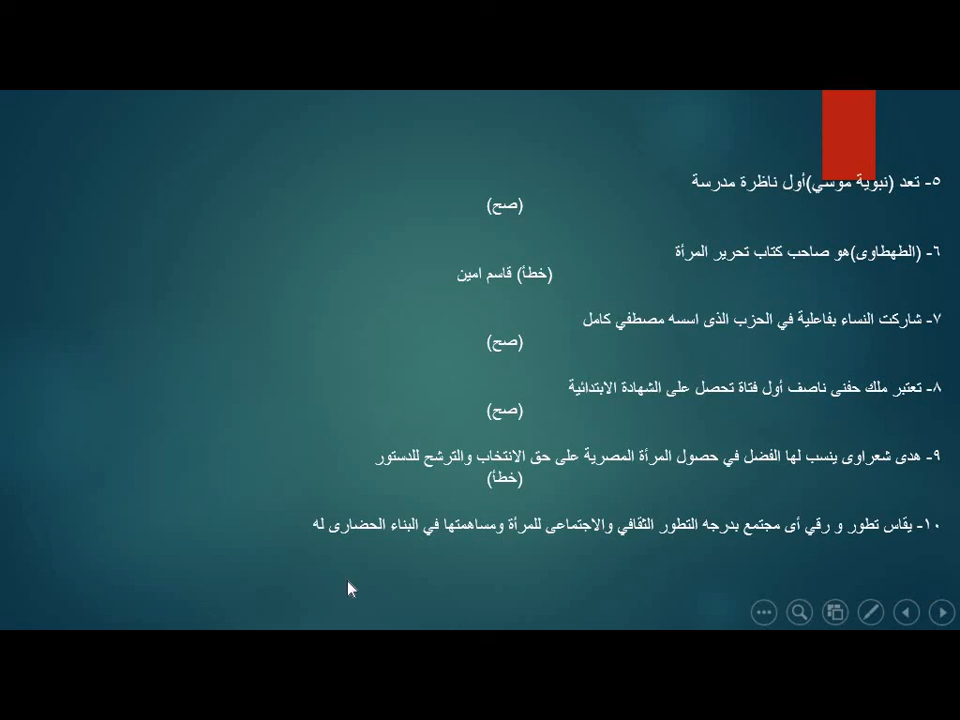 ٥- تعد (نبوية موسي)أول ناظرة مدرسة
(صح)
٦- (الطهطاوى)هو صاحب كتاب تحرير المرأة
(خطأ) قاسم امين
٧- شاركت النساء بفاعلية في الحزب الذى اسسه مصطفي كامل
(صح)
٨- تعتبر ملك حفنى ناصف أول فتاة تحصل على الشهادة الابتدائية
(صح)
٩- هدى شعراوى ينسب لها الفضل في حصول المرأة المصرية على حق الانتخاب والترشح للدستور
(خطأ)
١٠- يقاس تطور و رقي أى مجتمع بدرجه التطور الثقافي والاجتماعى للمرأة ومساهمتها في البناء الحضارى له